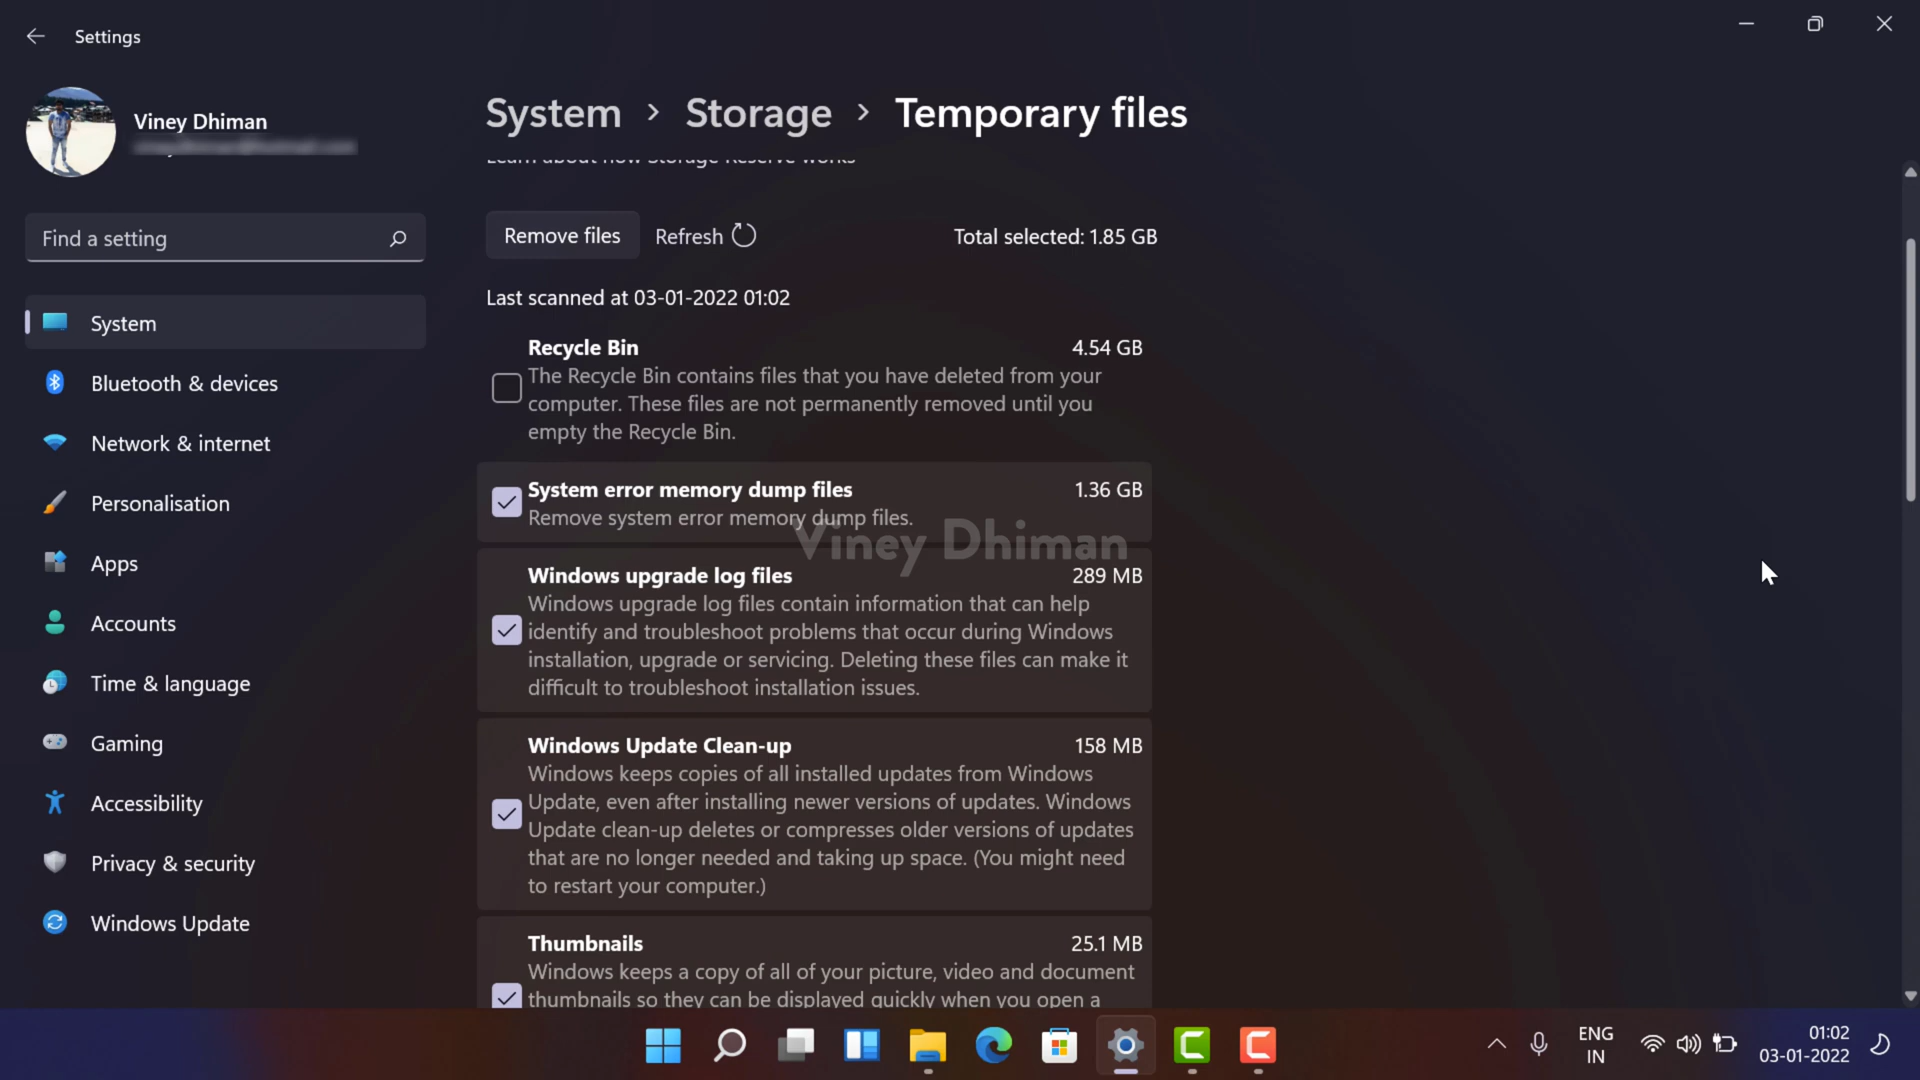 Settings
Viney Dhiman
Find a setting
System
Bluetooth & devices
Network & internet
Personalisation
Apps
Accounts
Time & language
Gaming
Accessibility
Privacy & security
Windows Update
System > Storage > Temporary files
Learn about how Storage Reserve works
Remove files Refresh Total selected: 1.85 GB
Last scanned at 03-01-2022 01:02
Recycle Bin 4.54 GB
The Recycle Bin contains files that you have deleted from your
computer. These files are not permanently removed until you
empty the Recycle Bin.
System error memory dump files 1.36 GB
Remove system error memory dump files.
Viney Dhiman
Windows upgrade log files 289 MB
Windows upgrade log files contain information that can help
identify and troubleshoot problems that occur during Windows
installation, upgrade or servicing. Deleting these files can make it
difficult to troubleshoot installation issues.
Windows Update Clean-up 158 MB
Windows keeps copies of all installed updates from Windows
Update, even after installing newer versions of updates. Windows
Update clean-up deletes or compresses older versions of updates
that are no longer needed and taking up space. (You might need
to restart your computer.)
Thumbnails 25.1 MB
Windows keeps a copy of all of your picture, video and document
thumbnails so they can be displayed quickly when you open a
ENG
IN
01:02
03-01-2022